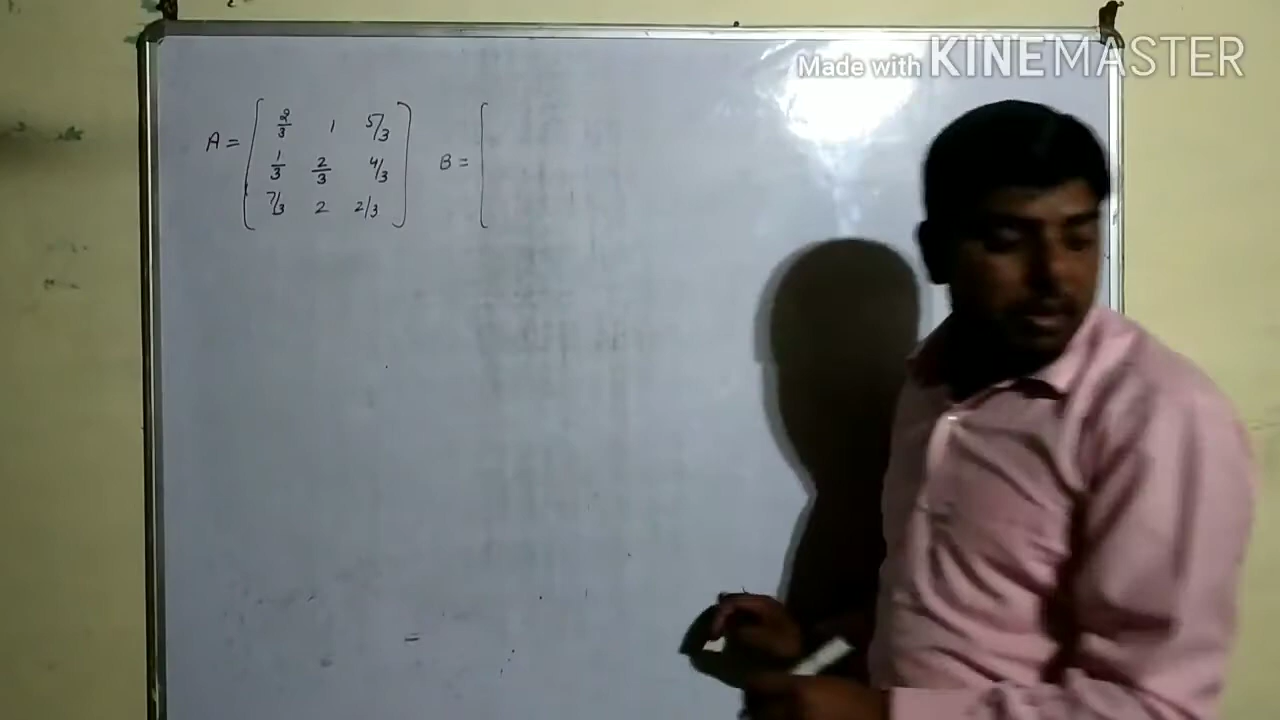 Made with KINEMASTER
A = [ 2/3 1 5/3
1/3 2/3 4/3
7/3 2 2/3 ] B = [
=